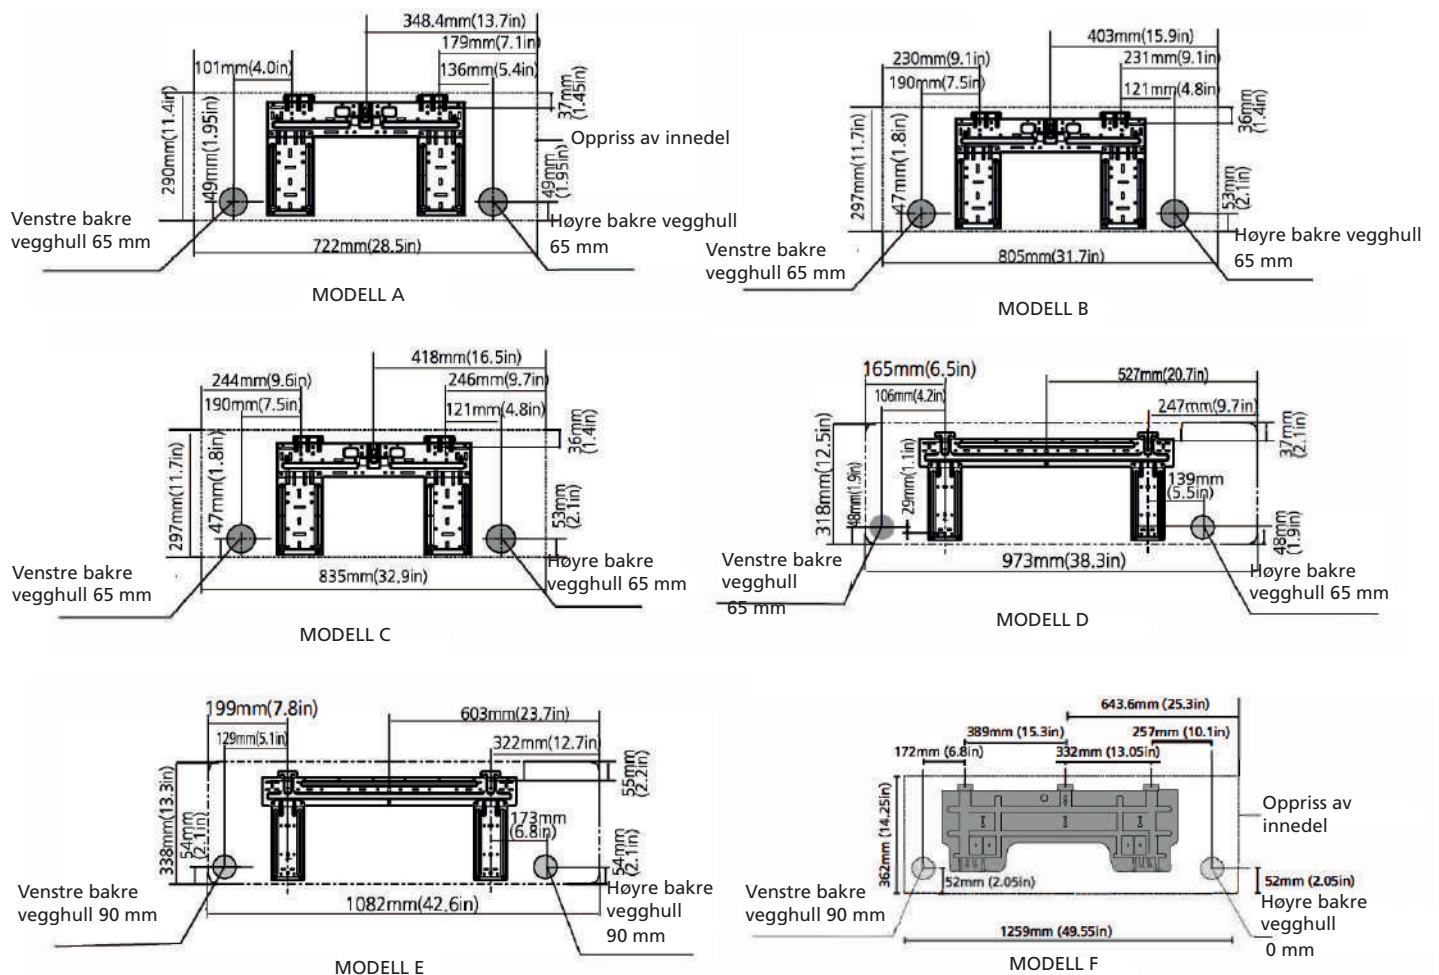 348.4mm(13.7in)
179mm(7.1in)
101mm(4.0in)
136mm(5.4in)
37mm
(1.45in)
290mm(11.4in)
49mm(1.95in)
Oppriss av innedel
49mm
(1.95in)
Venstre bakre
vegghull 65 mm
Høyre bakre vegghull
65 mm
722mm(28.5in)
MODELL A
403mm(15.9in)
230mm(9.1in)
231mm(9.1in)
190mm(7.5in)
121mm(4.8in)
36mm
(1.4in)
297mm(11.7in)
47mm(1.8in)
53mm
(2.1in)
Venstre bakre
vegghull 65 mm
Høyre bakre vegghull
65 mm
805mm(31.7in)
MODELL B
418mm(16.5in)
244mm(9.6in)
246mm(9.7in)
190mm(7.5in)
121mm(4.8in)
36mm
(1.4in)
297mm(11.7in)
47mm(1.8in)
53mm
(2.1in)
Venstre bakre
vegghull 65 mm
Høyre bakre
vegghull 65 mm
835mm(32.9in)
MODELL C
165mm(6.5in)
527mm(20.7in)
106mm(4.2in)
247mm(9.7in)
37mm
(2.1in)
318mm(12.5in)
48mm(1.9in)
29mm(1.1in)
139mm
(5.5in)
48mm
(1.9in)
Venstre bakre
vegghull
65 mm
973mm(38.3in)
Høyre bakre
vegghull 65 mm
MODELL D
199mm(7.8in)
603mm(23.7in)
129mm(5.1in)
322mm(12.7in)
55mm
(2.2in)
338mm(13.3in)
54mm
(2.1in)
173mm
(6.8in)
54mm
(2.1in)
Venstre bakre
vegghull 90 mm
Høyre bakre
vegghull
90 mm
1082mm(42.6in)
MODELL E
643.6mm (25.3in)
389mm (15.3in)
257mm (10.1in)
172mm (6.8in)
332mm (13.05in)
362mm (14.25in)
Oppriss av
innedel
52mm (2.05in)
52mm (2.05in)
Venstre bakre
vegghull 90 mm
Høyre bakre
vegghull
0 mm
1259mm (49.55in)
MODELL F